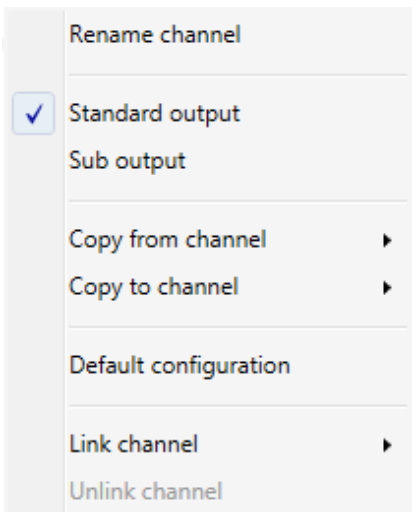 Rename channel
Standard output
Sub output
Copy from channel
Copy to channel
Default configuration
Link channel
Unlink channel